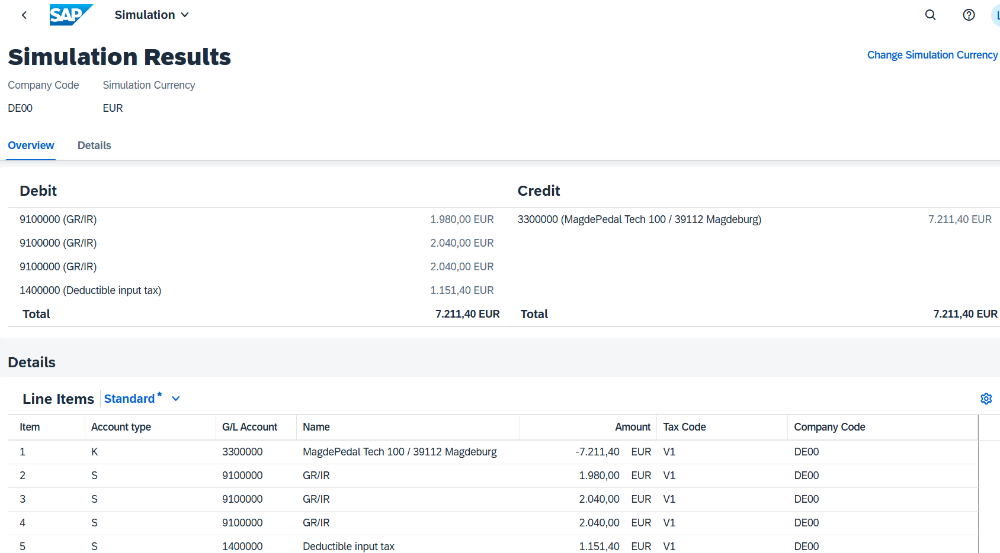 SAP Simulation
Simulation Results
Change Simulation Currency
Company Code Simulation Currency
DE00 EUR
Overview Details
Debit Credit
9100000 (GR/IR) 1.980,00 EUR 3300000 (MagdePedal Tech 100 / 39112 Magdeburg) 7.211,40 EUR
9100000 (GR/IR) 2.040,00 EUR
9100000 (GR/IR) 2.040,00 EUR
1400000 (Deductible input tax) 1.151,40 EUR
Total 7.211,40 EUR Total 7.211,40 EUR
Details
Line Items Standard *
Item Account type G/L Account Name Amount Tax Code Company Code
1 K 3300000 MagdePedal Tech 100 / 39112 Magdeburg -7.211,40 EUR V1 DE00
2 S 9100000 GR/IR 1.980,00 EUR V1 DE00
3 S 9100000 GR/IR 2.040,00 EUR V1 DE00
4 S 9100000 GR/IR 2.040,00 EUR V1 DE00
5 S 1400000 Deductible input tax 1.151,40 EUR V1 DE00